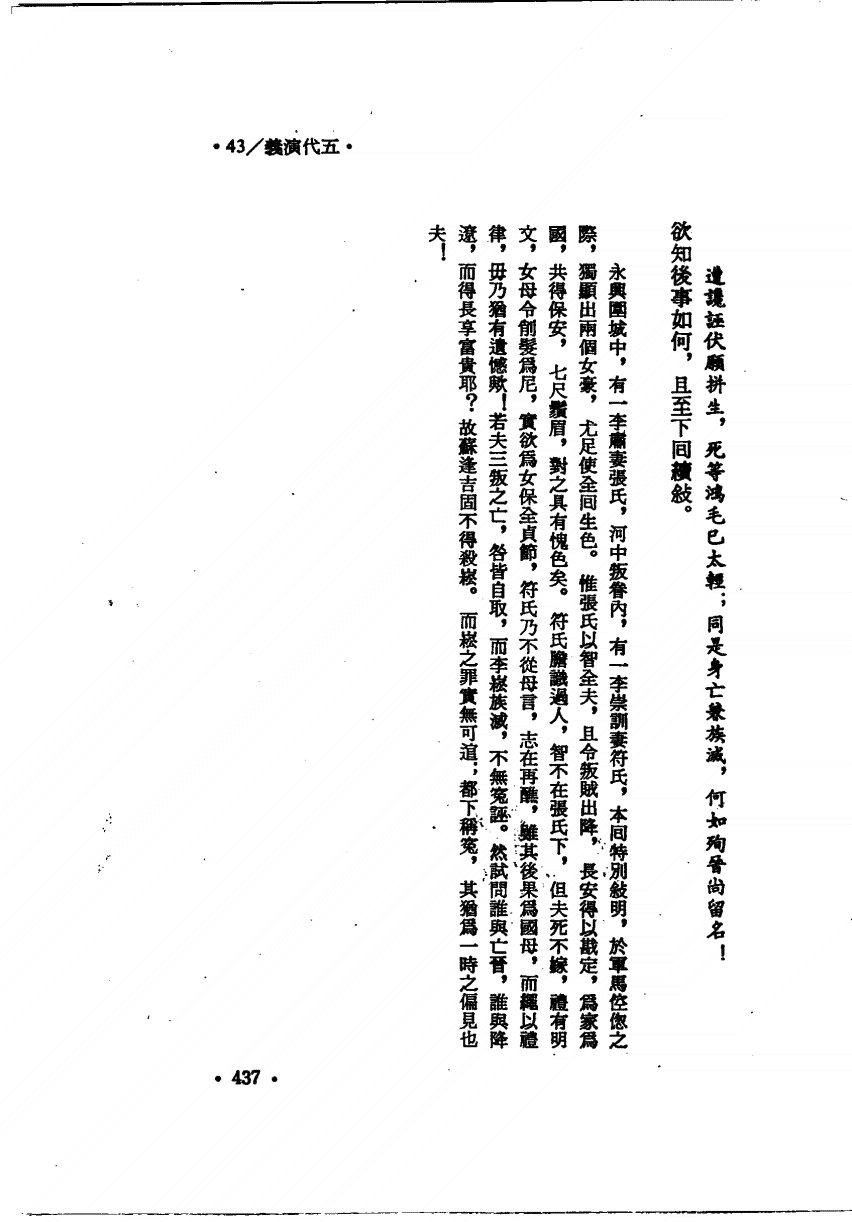 •43／義演代五•
遭讒誣伏願拚生，死等鴻毛已太輕；同是身亡兼族滅，何如殉晉尚留名！
欲知後事如何，且至下回續敍。
永興圍城中，有一李肅妻張氏，河中叛眷內，有一李崇訓妻符氏，本回特別敍明，於軍馬倥傯之
際，獨顯出兩個女豪，尤足使全回生色。惟張氏以智全夫，且令叛賊出降，長安得以戡定，爲家爲
國，共得保安，七尺鬚眉，對之具有愧色矣。符氏膽識過人，智不在張氏下，但夫死不嫁，禮有明
文，女母令削髮爲尼，實欲爲女保全貞節，符氏乃不從母言，志在再醮，雖其後果爲國母，而繩以禮
律，毋乃猶有遺憾歟！若夫三叛之亡，咎皆自取，而李崧族滅，不無冤誣。然試問誰與亡晉，誰與降
遼，而得長享富貴耶？故蘇逢吉固不得殺崧。而崧之罪實無可逭；都下稱冤，其猶爲一時之偏見也
夫！
•437•